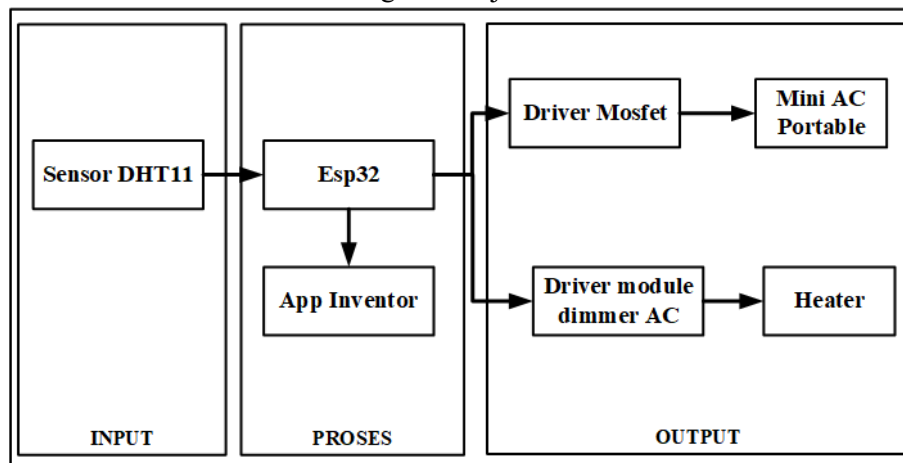 Sensor DHT11
INPUT
Esp32
App Inventor
PROSES
Driver Mosfet
Mini AC
Portable
Driver module
dimmer AC
Heater
OUTPUT